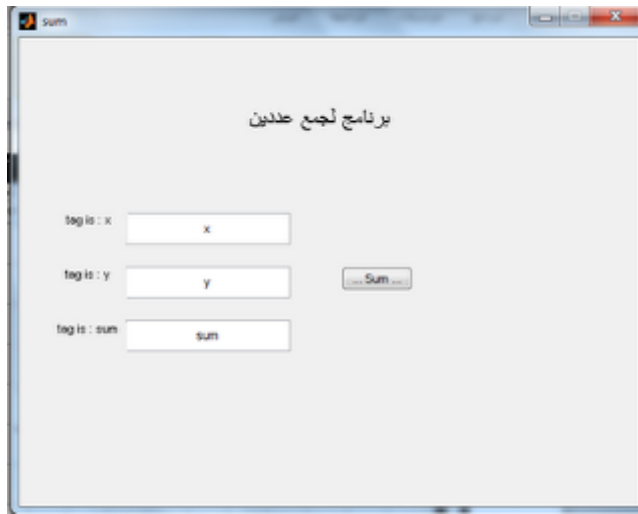 sum
برنامج لجمع عددين
tag is : x
x
tag is : y
y
... Sum ...
tag is : sum
sum